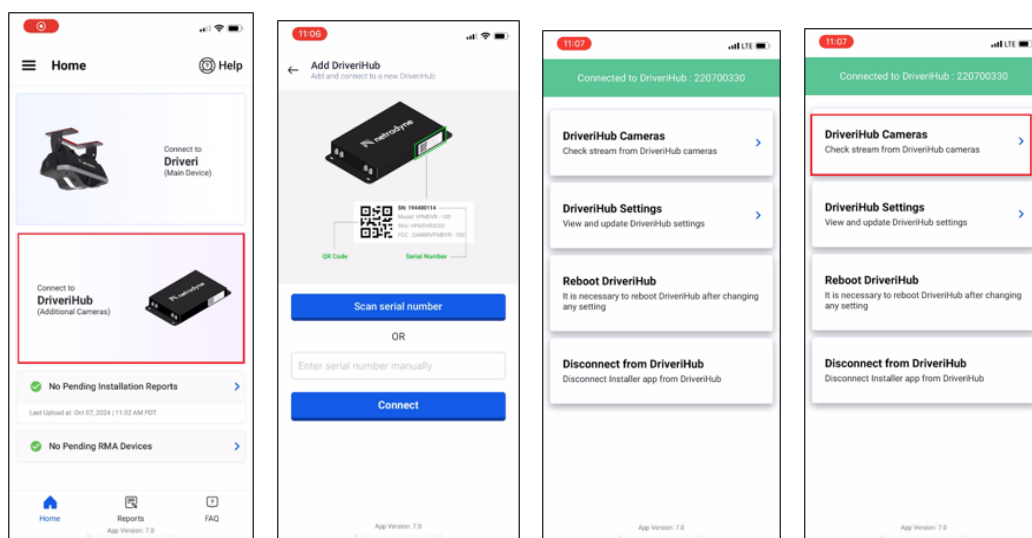 Home
Help
Connect to
Driveri
(Main Device)
Connect to
DriveriHub
(Additional Cameras)
netradyne
No Pending Installation Reports
Last Upload at: Oct 07, 2024 | 11:32 AM PDT
No Pending RMA Devices
Home
Reports
FAQ
App Version: 7.0
11:06
Add DriveriHub
Add and connect to a new DriveriHub
netradyne
SN: 194400114
Model: VPMDVR - 100
QR Code
Serial Number
Scan serial number
OR
Enter serial number manually
Connect
App Version: 7.0
11:07
LTE
Connected to DriveriHub : 220700330
DriveriHub Cameras
Check stream from DriveriHub cameras
DriveriHub Settings
View and update DriveriHub settings
Reboot DriveriHub
It is necessary to reboot DriveriHub after changing
any setting
Disconnect from DriveriHub
Disconnect Installer app from DriveriHub
App Version: 7.0
11:07
LTE
Connected to DriveriHub : 220700330
DriveriHub Cameras
Check stream from DriveriHub cameras
DriveriHub Settings
View and update DriveriHub settings
Reboot DriveriHub
It is necessary to reboot DriveriHub after changing
any setting
Disconnect from DriveriHub
Disconnect Installer app from DriveriHub
App Version: 7.0